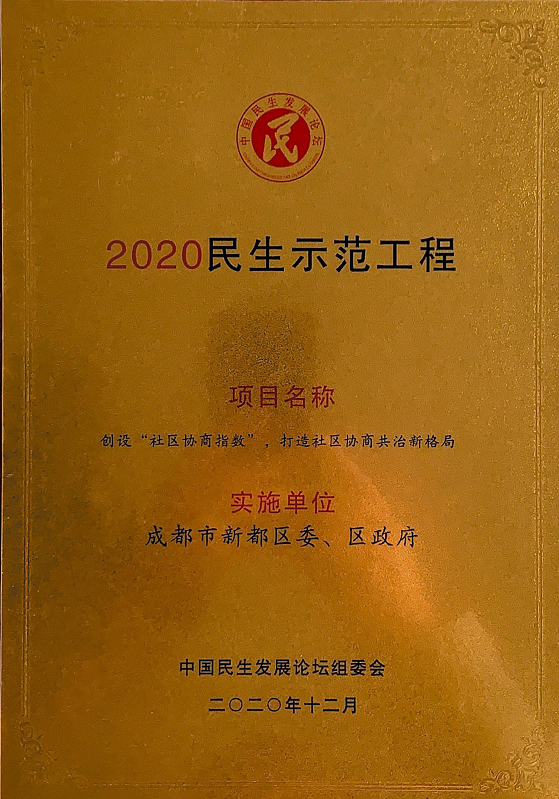 中国民生发展论坛
民
2020民生示范工程
项目名称
创设“社区协商指数”，打造社区协商共治新格局
实施单位
成都市新都区委、区政府
中国民生发展论坛组委会
二〇二〇年十二月